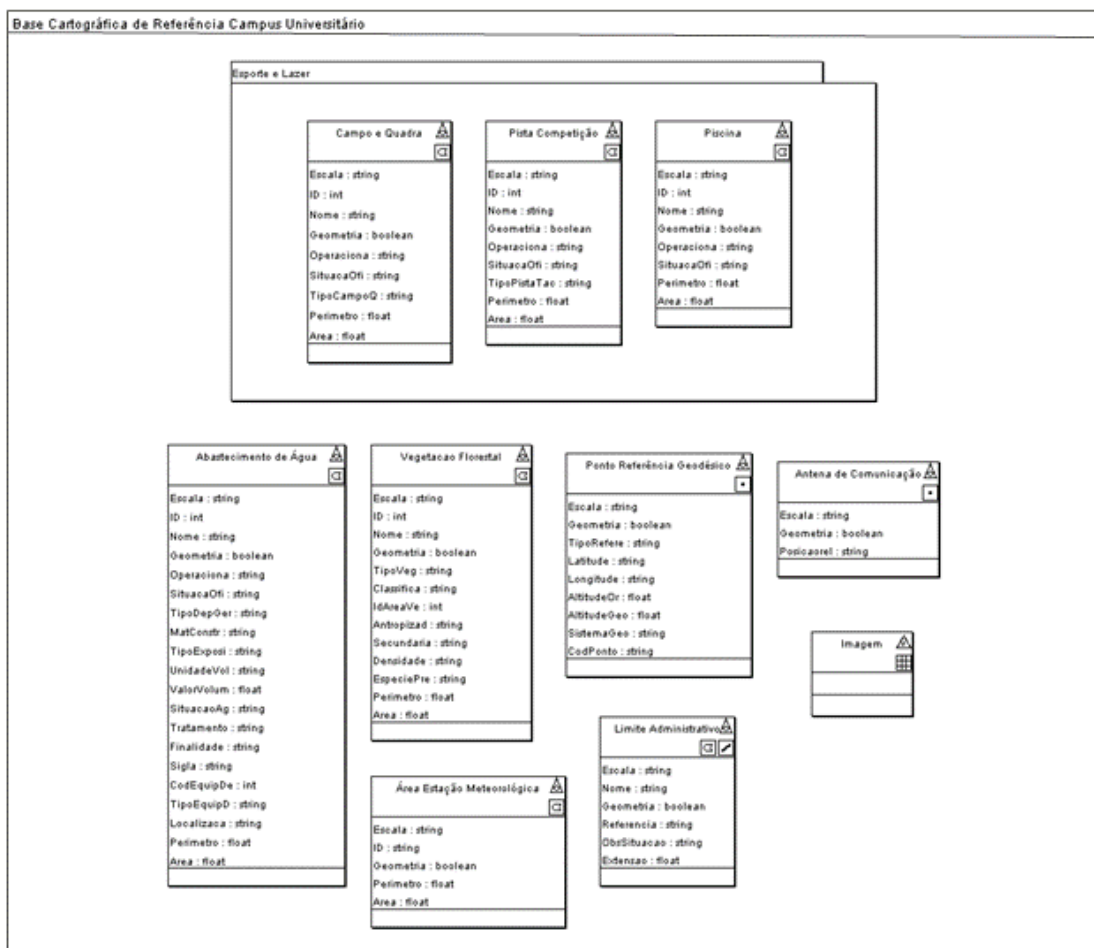 Base Cartográfica de Referência Campus Universitário
Esporte e Lazer
Campo e Quadra
Escala : string
ID : int
Nome : string
Geometria : boolean
Operaciona : string
SituacaOfi : string
TipoCampoQ : string
Perimetro : float
Area : float
Pista Competição
Escala : string
ID : int
Nome : string
Geometria : boolean
Operaciona : string
SituacaOfi : string
TipoPistaTao : string
Perimetro : float
Área : float
Piscina
Escala : string
ID : int
Nome : string
Geometria : boolean
Operaciona : string
SituacaOfi : string
Perimetro : float
Área : float
Abastecimento de Água
Escala : string
ID : int
Nome : string
Geometria : boolean
Operaciona : string
SituacaOfi : string
TipoDepGer : string
MatConstr : string
TipoExposi : string
UnidadeVol : string
ValorVolum : float
SituacaoAg : string
Tratamento : string
Finalidade : string
Sigla : string
CodEquipDe : int
TipoEquipD : string
Localizaca : string
Perimetro : float
Área : float
Vegetacao Florestal
Escala : string
ID : int
Nome : string
Geometria : boolean
TipoVeg : string
Classifica : string
IdAreaVe : int
Antropizad : string
Secundaria : string
Densidade : string
EspeciePre : string
Perimetro : float
Área : float
Ponto Referência Geodésico
Escala : string
Geometria : boolean
TipoRefere : string
Latitude : string
Longitude : string
AltitudeOr : float
AltitudeGeo : float
SistemaGeo : string
CodPonto : string
Antena de Comunicação
Escala : string
Geometria : boolean
Posicaorel : string
Imagem
Área Estação Meteorológica
Escala : string
ID : string
Geometria : boolean
Perimetro : float
Área : float
Limite Administrativo
Escala : string
Nome : string
Geometria : boolean
Referencia : string
ObsSituacao : string
Extensao : float